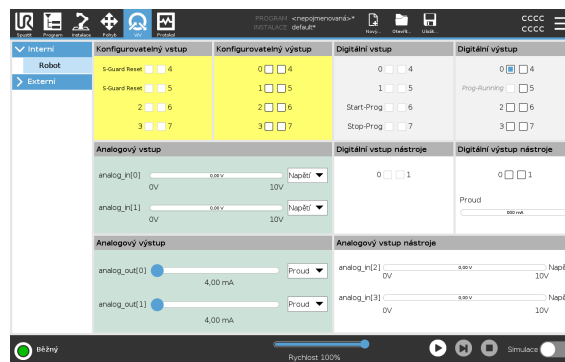 UR
PROGRAM <nepojmenovaná>*
INSTALACE default*
Spustit Program Instalace Pohyb V/V Protokol
Nový... Otevřít... Uložit...
CCCC
CCCC
Interní
Robot
Externí
Konfigurovatelný vstup
S-Guard Reset 4
S-Guard Reset 5
2 6
3 7
Konfigurovatelný výstup
0 4
1 5
2 6
3 7
Digitální vstup
0 4
1 5
Start-Prog 6
Stop-Prog 7
Digitální výstup
0 4
Prog-Running 5
2 6
3 7
Analogový vstup
analog_in[0] 0,00 V Napětí
0V 10V
analog_in[1] 0,00 V Napětí
0V 10V
Digitální vstup nástroje
0 1
Digitální výstup nástroje
0 1
Proud
000 mA
Analogový výstup
analog_out[0] Proud
4,00 mA
analog_out[1] Proud
4,00 mA
Analogový vstup nástroje
analog_in[2] 0,00 V Napě
0V 10V
analog_in[3] 0,00 V Napě
0V 10V
Běžný
Rychlost 100%
Simulace